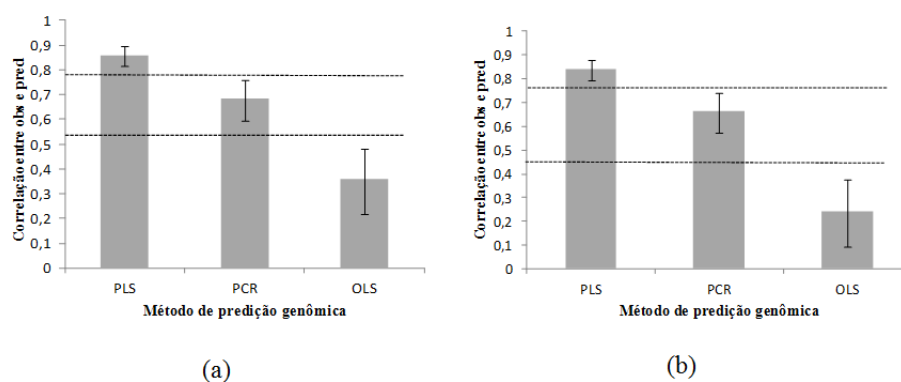 Correlação entre obs e pred
1
0,9
0,8
0,7
0,6
0,5
0,4
0,3
0,2
0,1
0
PLS
PCR
OLS
Método de predição genômica
(a)
Correlação entre obs e pred
1
0,9
0,8
0,7
0,6
0,5
0,4
0,3
0,2
0,1
0
PLS
PCR
OLS
Método de predição genômica
(b)